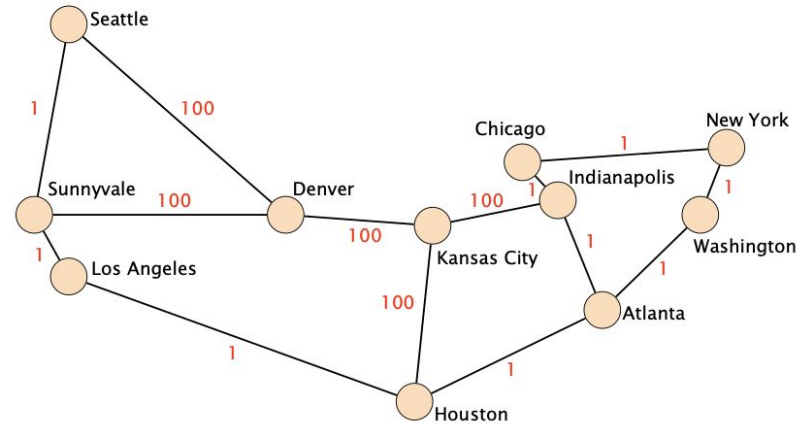 Seattle
1
100
Chicago
New York
1
Sunnyvale
100
Denver
100
1
Indianapolis
1
100
Kansas City
1
Washington
1
Los Angeles
1
100
Atlanta
1
1
Houston